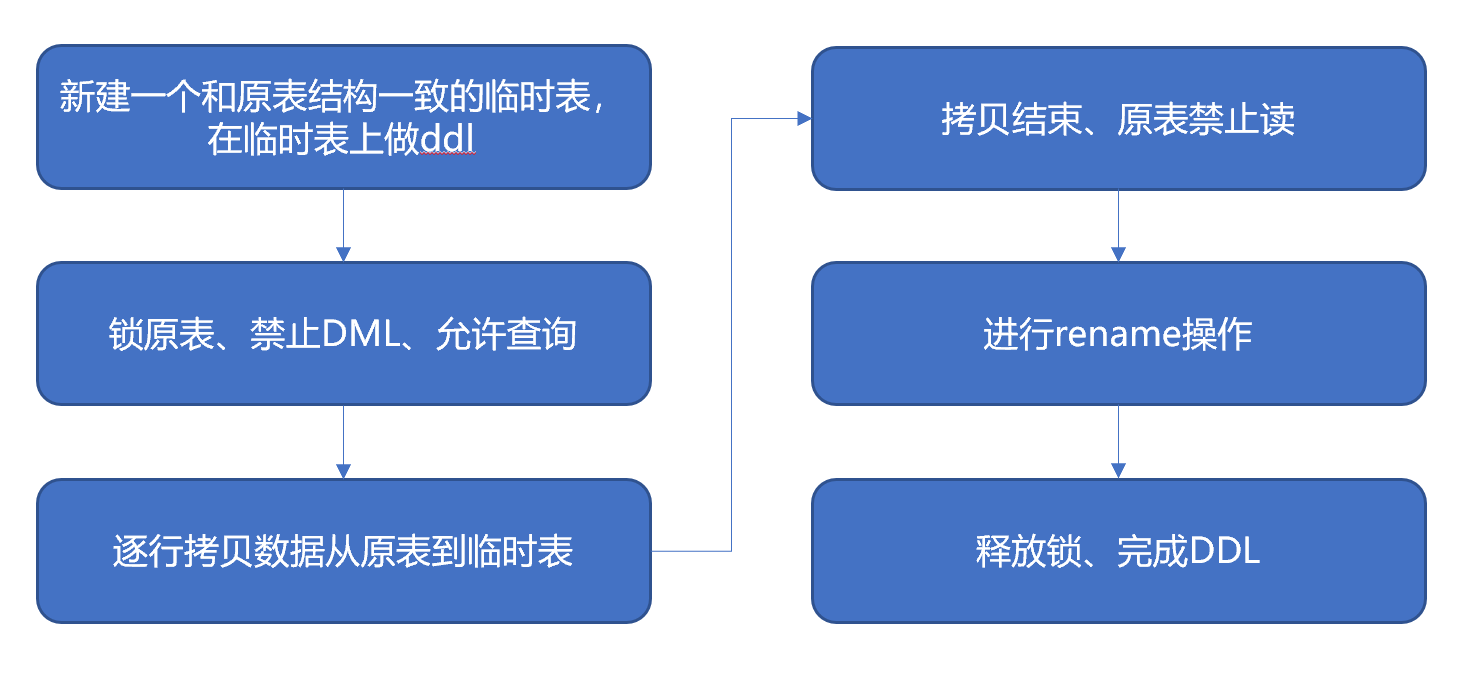 新建一个和原表结构一致的临时表，
在临时表上做ddl
锁原表、禁止DML、允许查询
逐行拷贝数据从原表到临时表
拷贝结束、原表禁止读
进行rename操作
释放锁、完成DDL